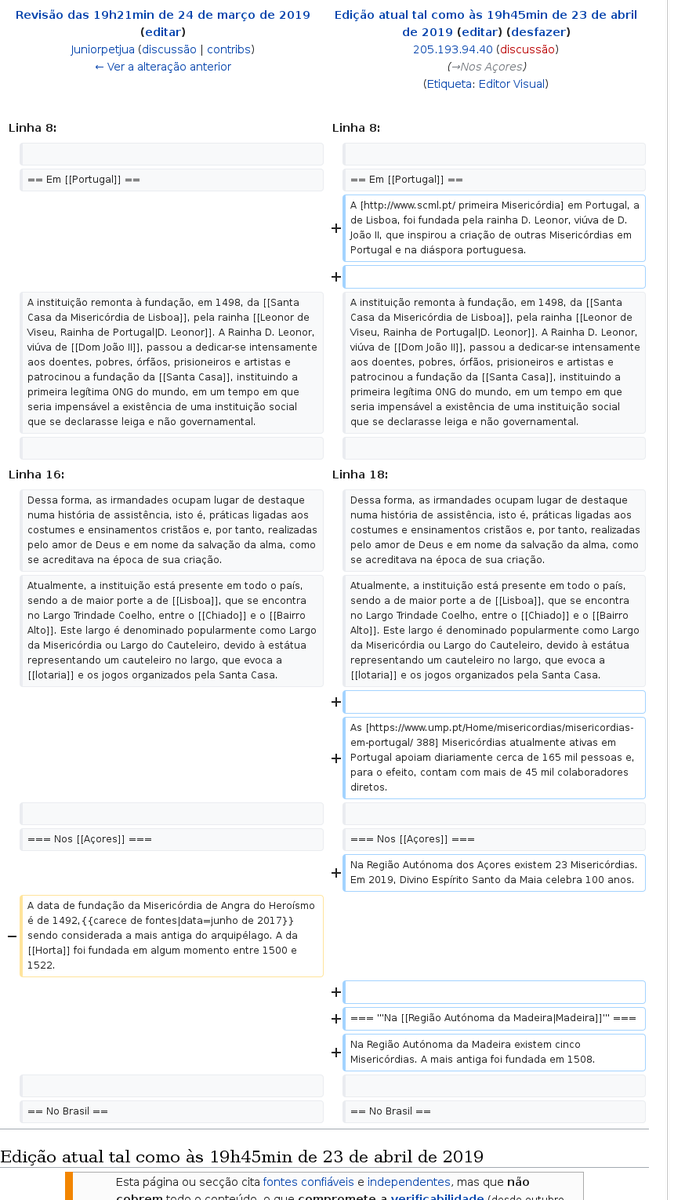 Revisão das 19h21min de 24 de março de 2019
(editar)
Juniorpetjua (discussão | contribs)
← Ver a alteração anterior
Edição atual tal como às 19h45min de 23 de abril
de 2019 (editar) (desfazer)
205.193.94.40 (discussão)
(→Nos Açores)
(Etiqueta: Editor Visual)
Linha 8:
Linha 8:
== Em [[Portugal]] ==
== Em [[Portugal]] ==
+
A [http://www.scml.pt/ primeira Misericórdia] em Portugal, a
de Lisboa, foi fundada pela rainha D. Leonor, viúva de D.
João II, que inspirou a criação de outras Misericórdias em
Portugal e na diáspora portuguesa.
+
A instituição remonta à fundação, em 1498, da [[Santa
Casa da Misericórdia de Lisboa]], pela rainha [[Leonor de
Viseu, Rainha de Portugal|D. Leonor]]. A Rainha D. Leonor,
viúva de [[Dom João II]], passou a dedicar-se intensamente
aos doentes, pobres, órfãos, prisioneiros e artistas e
patrocinou a fundação da [[Santa Casa]], instituindo a
primeira legítima ONG do mundo, em um tempo em que
seria impensável a existência de uma instituição social
que se declarasse leiga e não governamental.
A instituição remonta à fundação, em 1498, da [[Santa
Casa da Misericórdia de Lisboa]], pela rainha [[Leonor de
Viseu, Rainha de Portugal|D. Leonor]]. A Rainha D. Leonor,
viúva de [[Dom João II]], passou a dedicar-se intensamente
aos doentes, pobres, órfãos, prisioneiros e artistas e
patrocinou a fundação da [[Santa Casa]], instituindo a
primeira legítima ONG do mundo, em um tempo em que
seria impensável a existência de uma instituição social
que se declarasse leiga e não governamental.
Linha 16:
Linha 18:
Dessa forma, as irmandades ocupam lugar de destaque
numa história de assistência, isto é, práticas ligadas aos
costumes e ensinamentos cristãos e, por tanto, realizadas
pelo amor de Deus e em nome da salvação da alma, como
se acreditava na época de sua criação.
Dessa forma, as irmandades ocupam lugar de destaque
numa história de assistência, isto é, práticas ligadas aos
costumes e ensinamentos cristãos e, por tanto, realizadas
pelo amor de Deus e em nome da salvação da alma, como
se acreditava na época de sua criação.
Atualmente, a instituição está presente em todo o país,
sendo a de maior porte a de [[Lisboa]], que se encontra
no Largo Trindade Coelho, entre o [[Chiado]] e o [[Bairro
Alto]]. Este largo é denominado popularmente como Largo
da Misericórdia ou Largo do Cauteleiro, devido à estátua
representando um cauteleiro no largo, que evoca a
[[lotaria]] e os jogos organizados pela Santa Casa.
Atualmente, a instituição está presente em todo o país,
sendo a de maior porte a de [[Lisboa]], que se encontra
no Largo Trindade Coelho, entre o [[Chiado]] e o [[Bairro
Alto]]. Este largo é denominado popularmente como Largo
da Misericórdia ou Largo do Cauteleiro, devido à estátua
representando um cauteleiro no largo, que evoca a
[[lotaria]] e os jogos organizados pela Santa Casa.
+
+
As [https://www.ump.pt/Home/misericordias/misericordias-
em-portugal/ 388] Misericórdias atualmente ativas em
Portugal apoiam diariamente cerca de 165 mil pessoas e,
para o efeito, contam com mais de 45 mil colaboradores
diretos.
=== Nos [[Açores]] ===
=== Nos [[Açores]] ===
+
Na Região Autónoma dos Açores existem 23 Misericórdias.
Em 2019, Divino Espírito Santo da Maia celebra 100 anos.
−
A data de fundação da Misericórdia de Angra do Heroísmo
é de 1492,{{carece de fontes|data=junho de 2017}}
sendo considerada a mais antiga do arquipélago. A da
[[Horta]] foi fundada em algum momento entre 1500 e
1522.
+
+
=== '''Na [[Região Autónoma da Madeira|Madeira]]''' ===
+
Na Região Autónoma da Madeira existem cinco
Misericórdias. A mais antiga foi fundada em 1508.
== No Brasil ==
== No Brasil ==
Edição atual tal como às 19h45min de 23 de abril de 2019
Esta página ou secção cita fontes confiáveis e independentes, mas que não
cobrem todo o conteúdo, o que compromete a verificabilidade (desde outubro